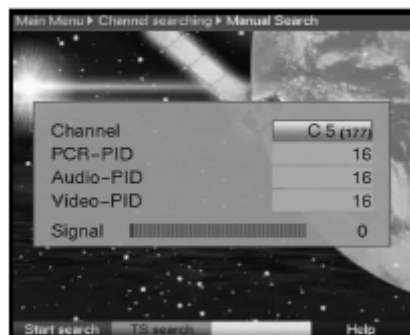 Main Menu ▸ Channel searching ▸ Manual Search
Channel C 5 (177)
PCR-PID 16
Audio-PID 16
Video-PID 16
Signal 0
Start search TS search Help